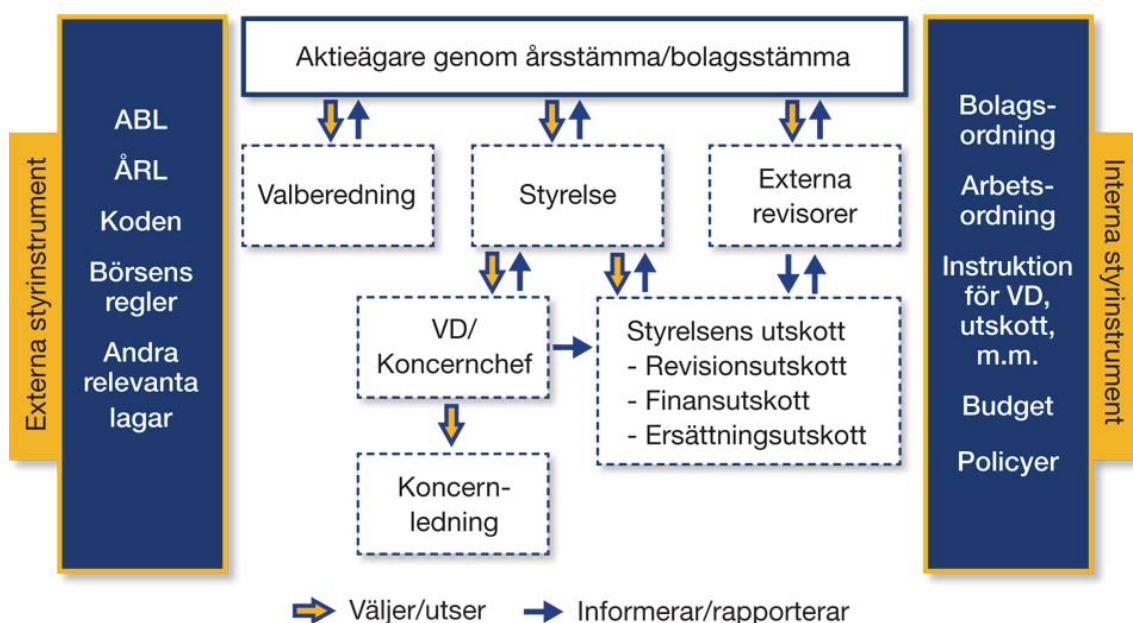 Aktieägare genom årsstämma/bolagsstämma
Externa styrinstrument
ABL
ÅRL
Koden
Börsens
regler
Andra
relevanta
lagar
Valberedning
Styrelse
Externa
revisorer
VD/
Koncernchef
Styrelsens utskott
- Revisionsutskott
- Finansutskott
- Ersättningsutskott
Koncern-
ledning
Bolags-
ordning
Arbets-
ordning
Instruktion
för VD,
utskott,
m.m.
Budget
Policyer
Interna styrinstrument
Väljer/utser
Informerar/rapporterar